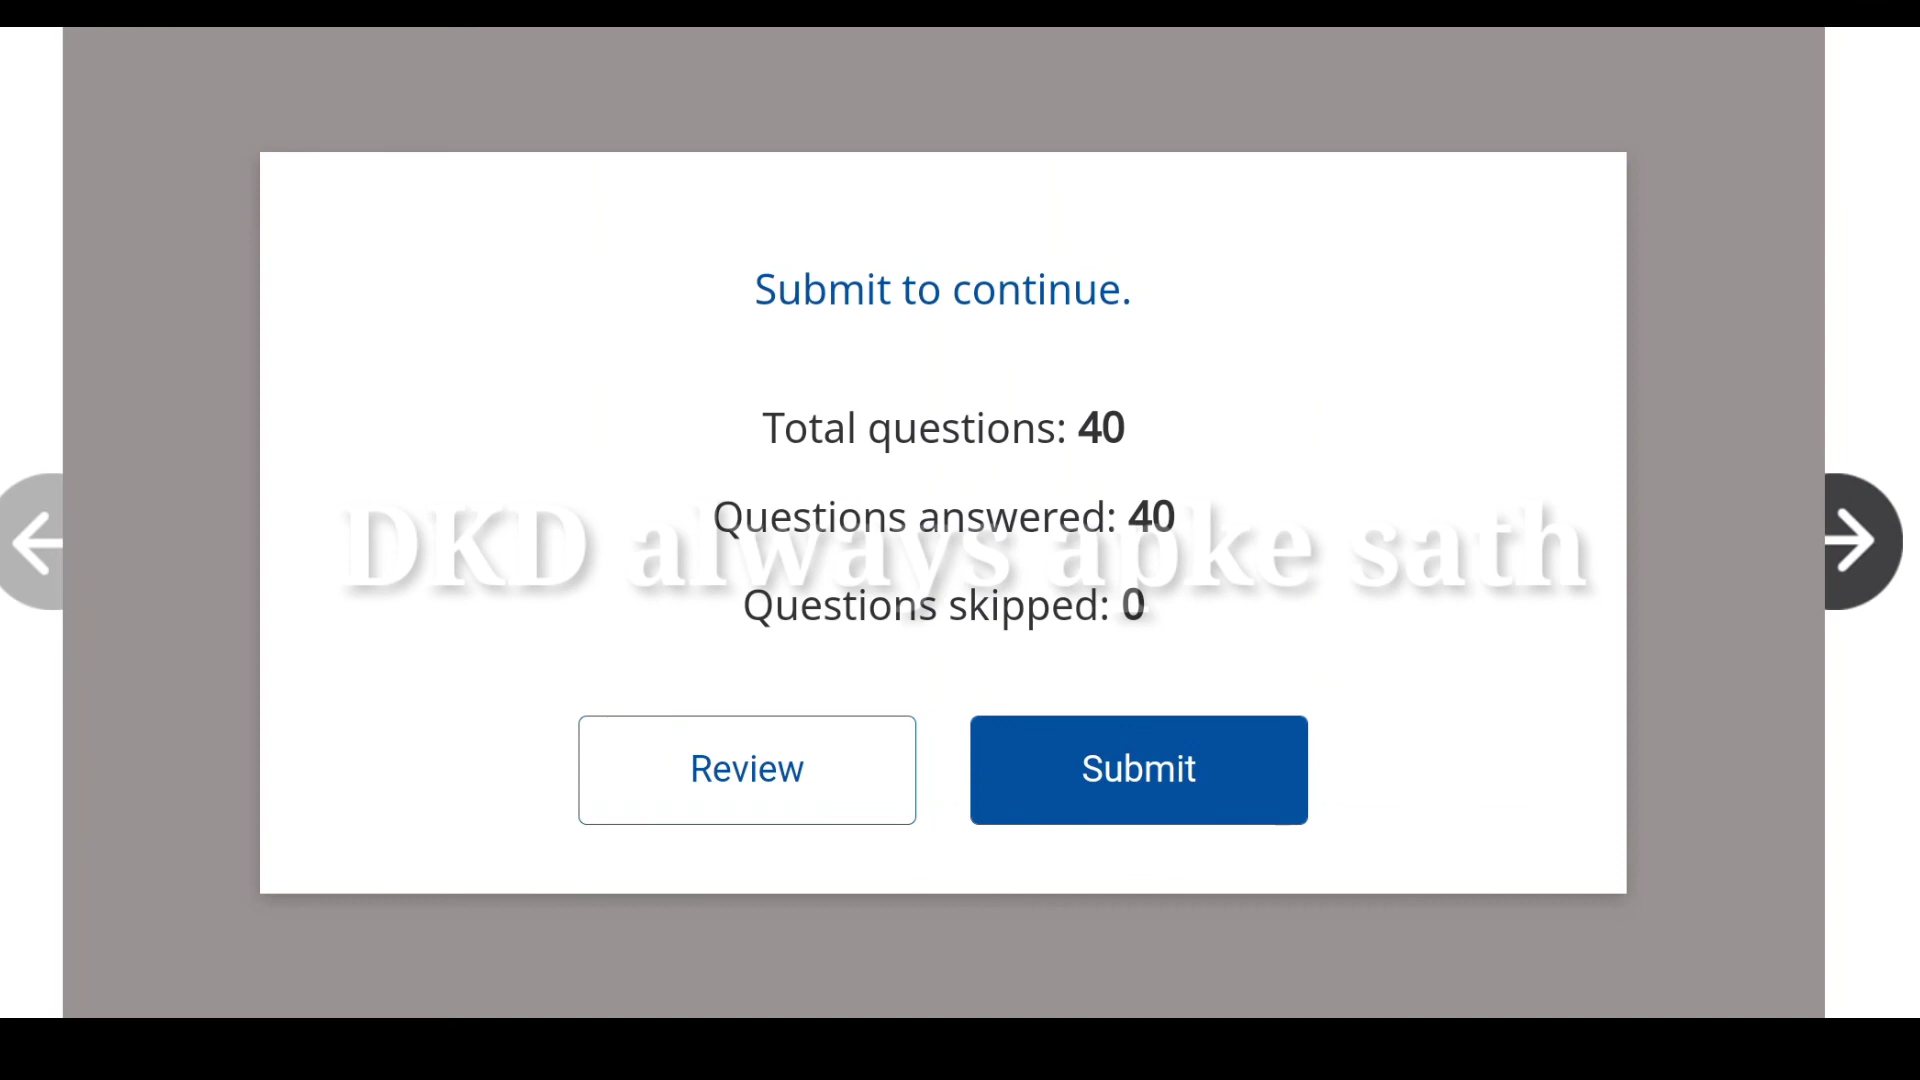 Submit to continue.
Total questions: 40
Questions answered: 40
DKD always apke sath
Questions skipped: 0
Review
Submit